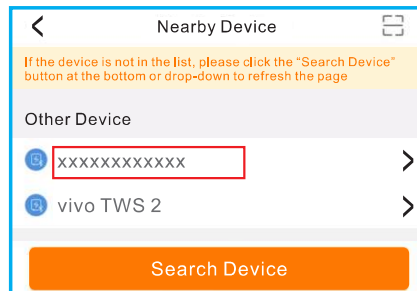 Nearby Device
If the device is not in the list, please click the “Search Device”
button at the bottom or drop-down to refresh the page
Other Device
xxxxxxxxxxxx
vivo TWS 2
Search Device